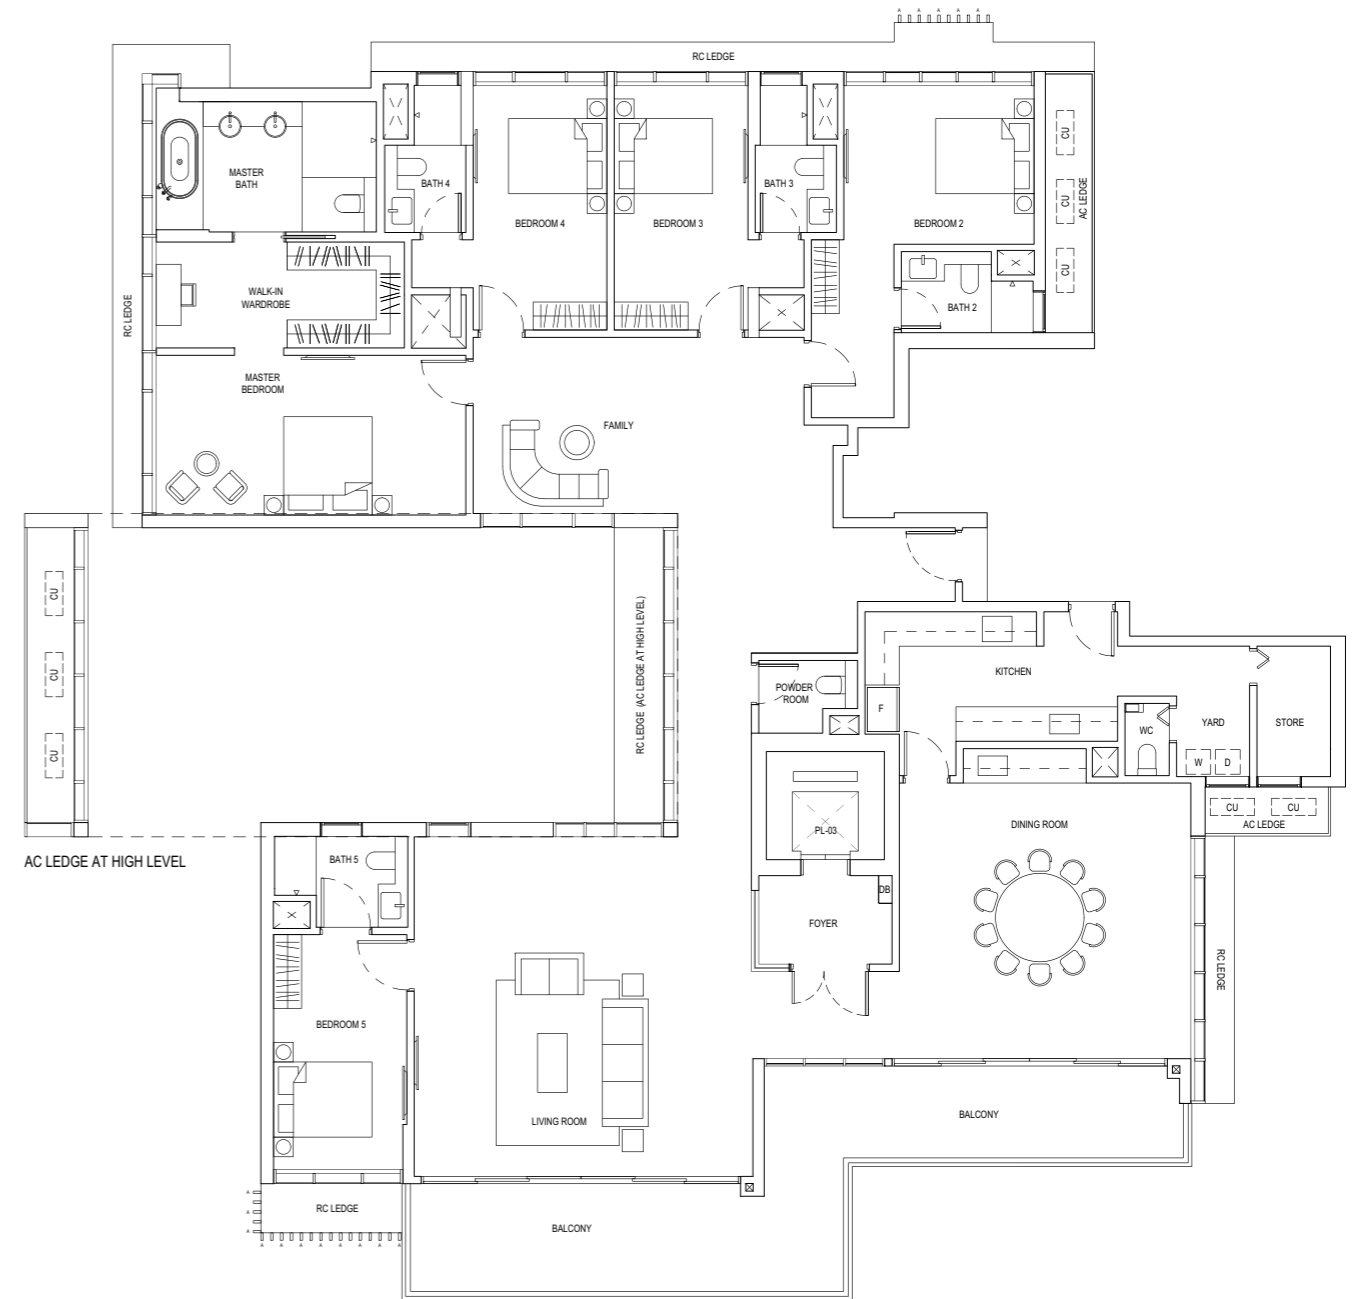 RC LEDGE
MASTER
BATH
BATH 4
BEDROOM 4
BEDROOM 3
BATH 3
BEDROOM 2
CU
CU
CU
AC LEDGE
BATH 2
WALK-IN
WARDROBE
RC LEDGE
MASTER
BEDROOM
FAMILY
CU
CU
CU
RC LEDGE (AC LEDGE AT HIGH LEVEL)
AC LEDGE AT HIGH LEVEL
KITCHEN
POWDER
ROOM
F
WC
YARD
STORE
W
D
CU
CU
AC LEDGE
PL-03
DINING ROOM
DB
FOYER
RC LEDGE
BATH 5
BEDROOM 5
LIVING ROOM
BALCONY
RC LEDGE
BALCONY